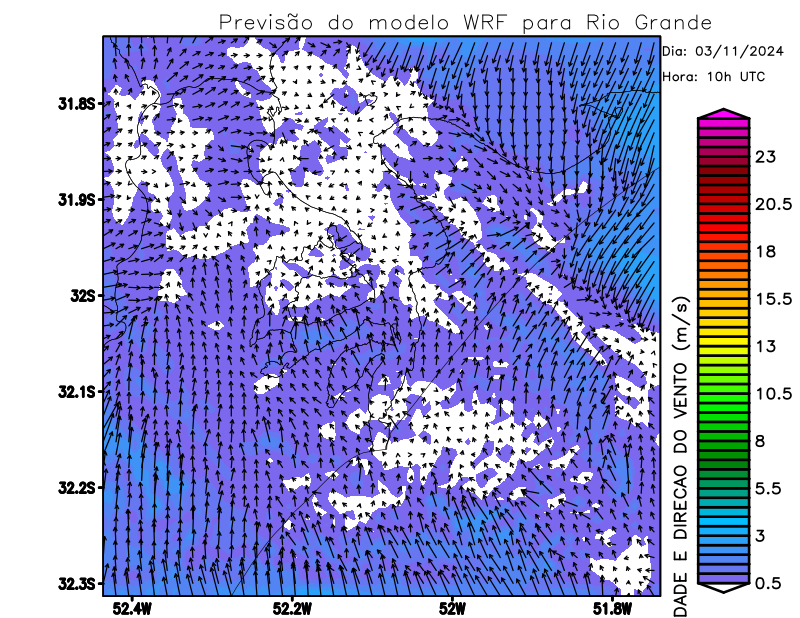 Previsão do modelo WRF para Rio Grande
Dia: 03/11/2024
Hora: 10h UTC
31.8S
31.9S
32S
32.1S
32.2S
32.3S
52.4W
52.2W
52W
51.8W
23
20.5
18
15.5
13
10.5
8
5.5
3
0.5
DADE E DIRECAO DO VENTO (m/s)